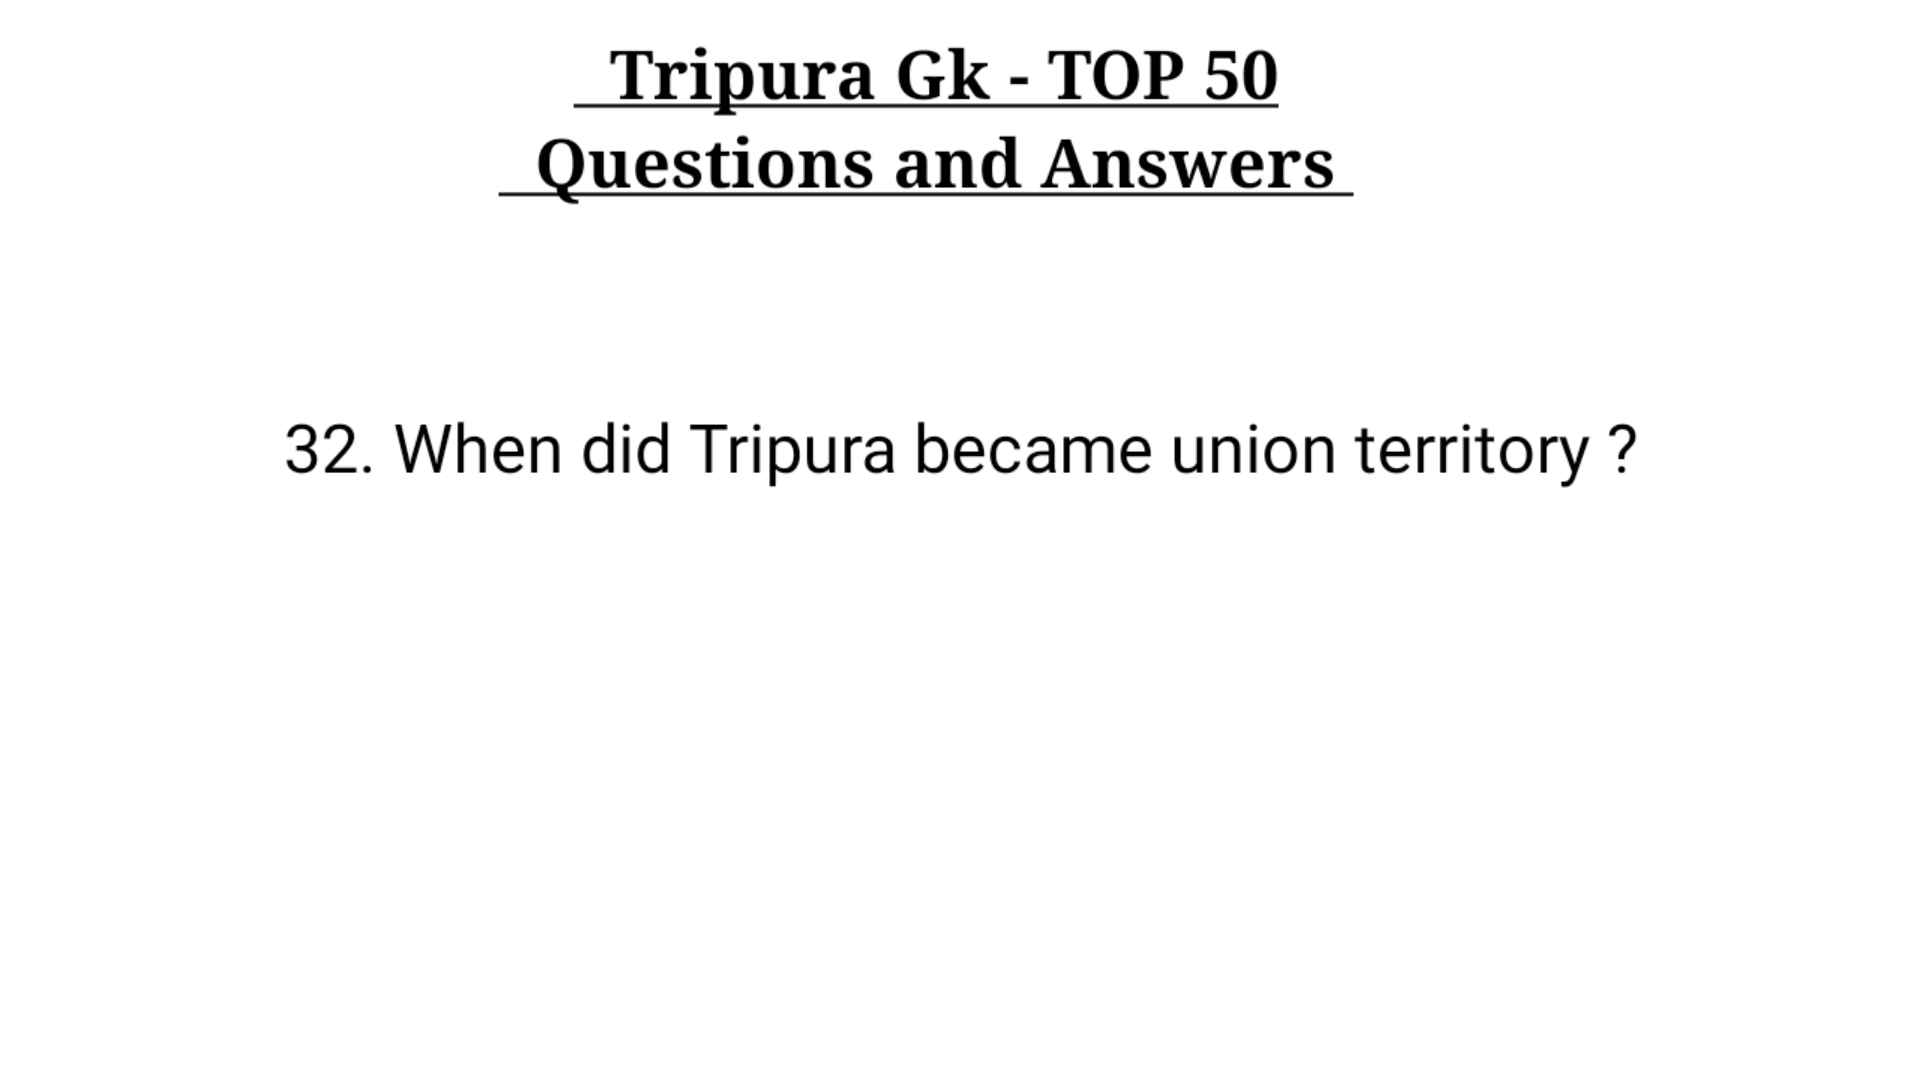 Tripura Gk - TOP 50
Questions and Answers
32. When did Tripura became union territory ?